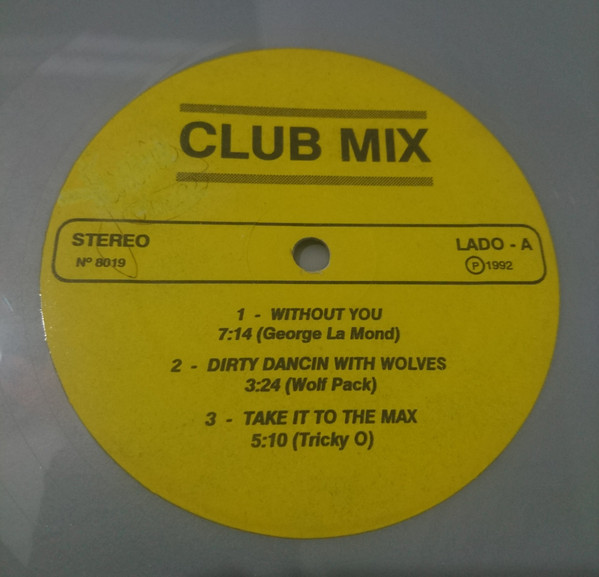 CLUB MIX
STEREO
Nº 8019
LADO - A
Ⓟ1992
1 - WITHOUT YOU
7:14 (George La Mond)
2 - DIRTY DANCIN WITH WOLVES
3:24 (Wolf Pack)
3 - TAKE IT TO THE MAX
5:10 (Tricky O)